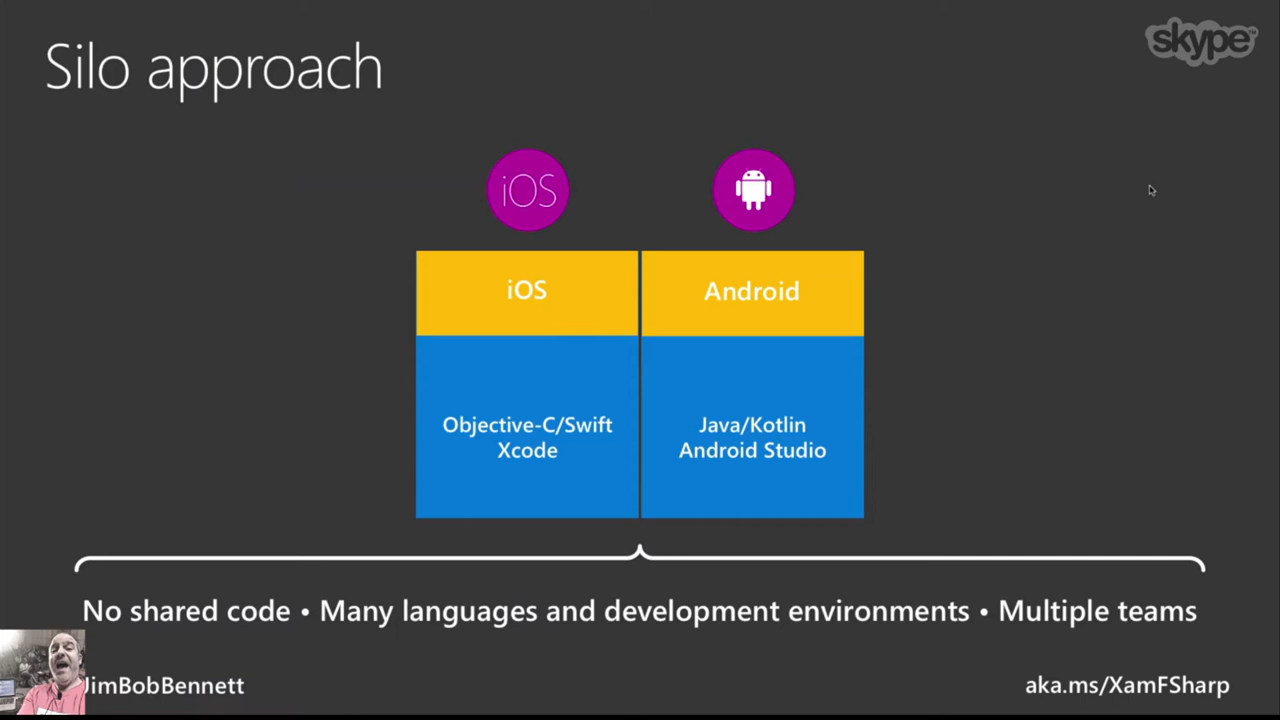 Silo approach
skype™
iOS
iOS
Android
Objective-C/Swift
Xcode
Java/Kotlin
Android Studio
No shared code • Many languages and development environments • Multiple teams
JimBobBennett
aka.ms/XamFSharp